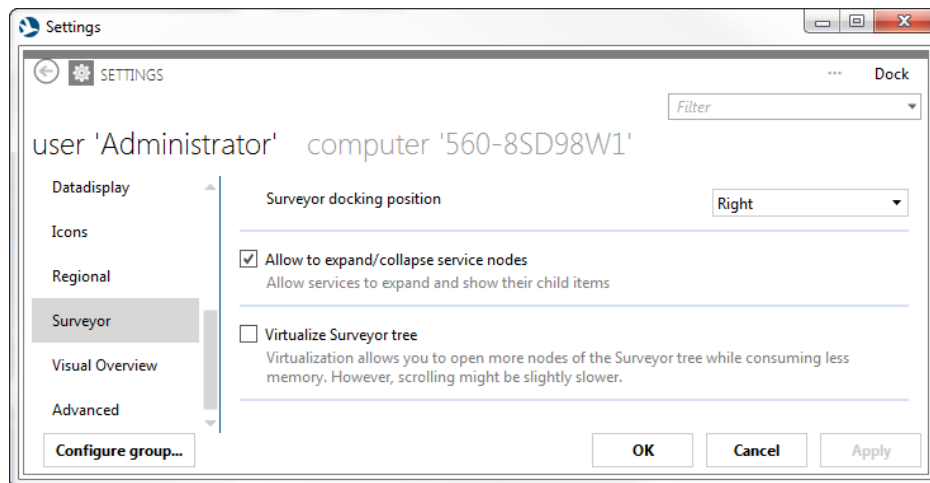 Settings
SETTINGS
... Dock
Filter
user 'Administrator' computer '560-8SD98W1'
Datadisplay
Icons
Regional
Surveyor
Visual Overview
Advanced
Surveyor docking position
Right
Allow to expand/collapse service nodes
Allow services to expand and show their child items
Virtualize Surveyor tree
Virtualization allows you to open more nodes of the Surveyor tree while consuming less
memory. However, scrolling might be slightly slower.
Configure group...
OK
Cancel
Apply